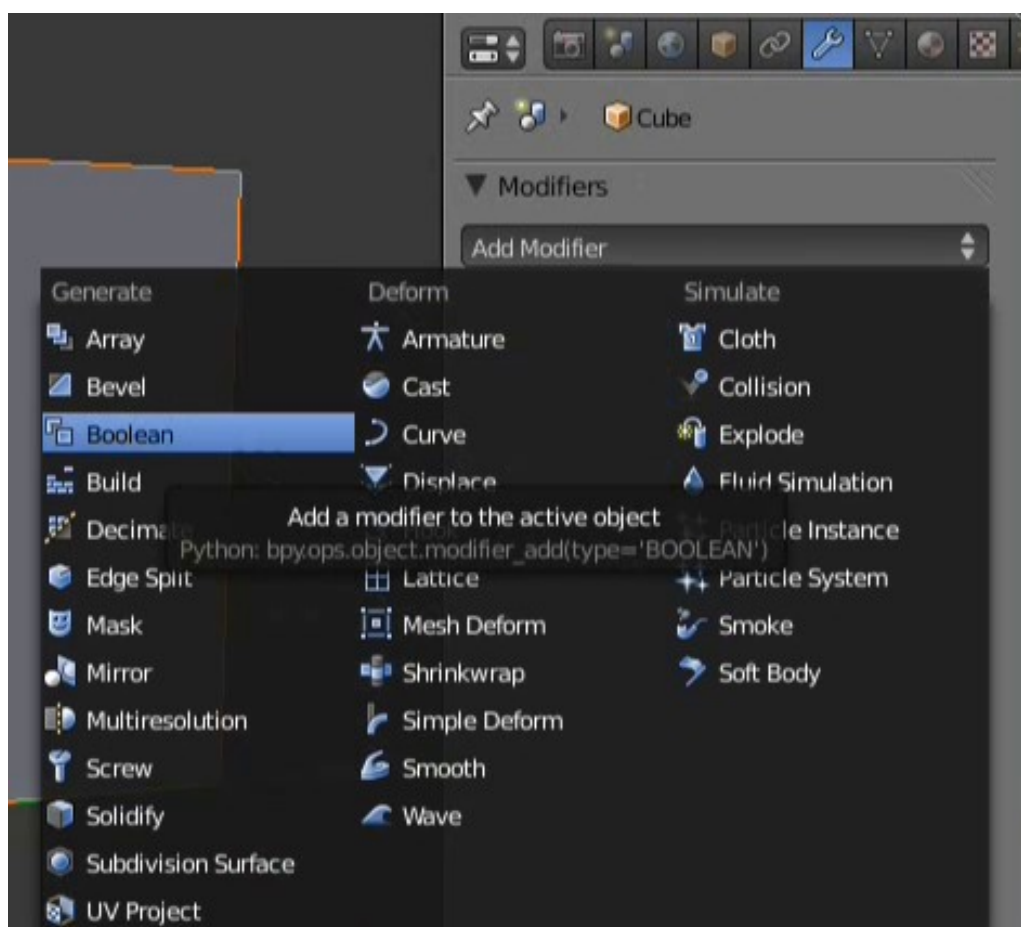 Cube
Modifiers
Add Modifier
Generate Deform Simulate
Array Armature Cloth
Bevel Cast Collision
Boolean Curve Explode
Build Displace Fluid Simulation
Add a modifier to the active object
Python: bpy.ops.object.modifier_add(type='BOOLEAN')
Particle Instance
Edge Split Lattice Particle System
Mask Mesh Deform Smoke
Mirror Shrinkwrap Soft Body
Multiresolution Simple Deform
Screw Smooth
Solidify Wave
Subdivision Surface
UV Project